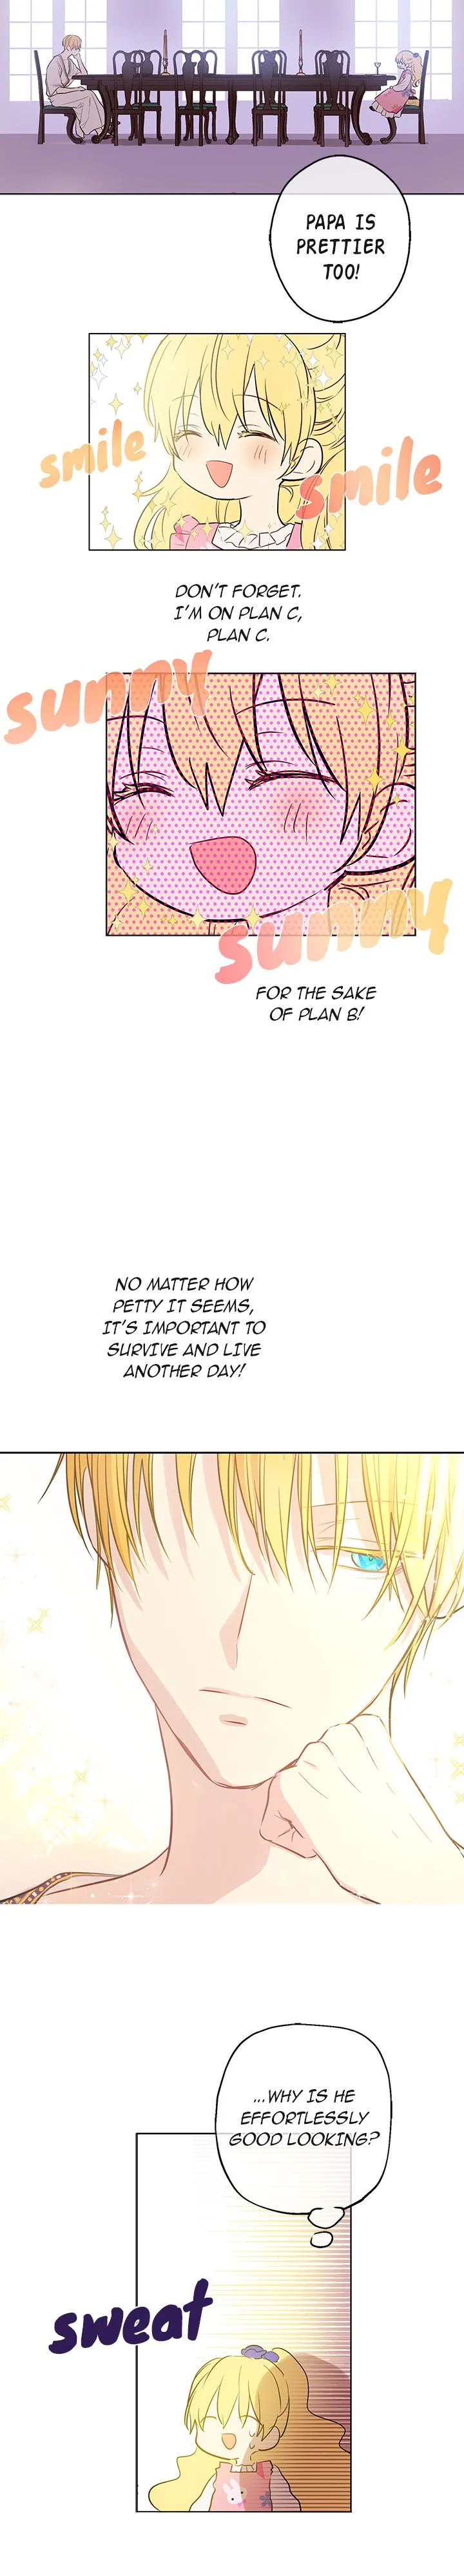 PAPA IS
PRETTIER
TOO!
smile
smile
DON'T FORGET.
I'M ON PLAN C,
PLAN C.
sunny
sunny
FOR THE SAKE
OF PLAN B!
NO MATTER HOW
PETTY IT SEEMS,
IT'S IMPORTANT TO
SURVIVE AND LIVE
ANOTHER DAY!
...WHY IS HE
EFFORTLESSLY
GOOD LOOKING?
sweat